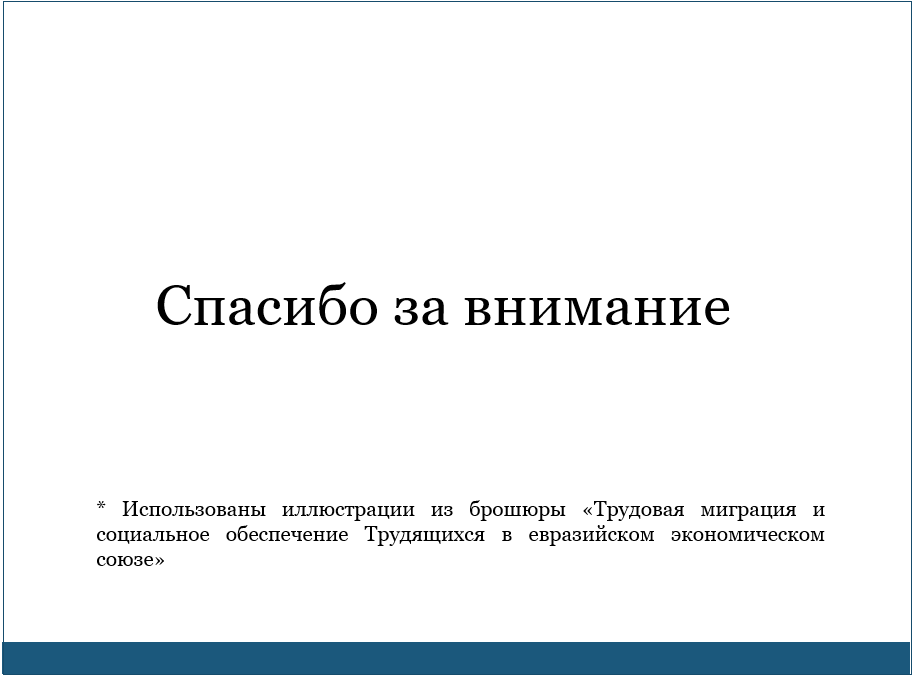 Спасибо за внимание
* Использованы иллюстрации из брошюры «Трудовая миграция и
социальное обеспечение Трудящихся в евразийском экономическом
союзе»